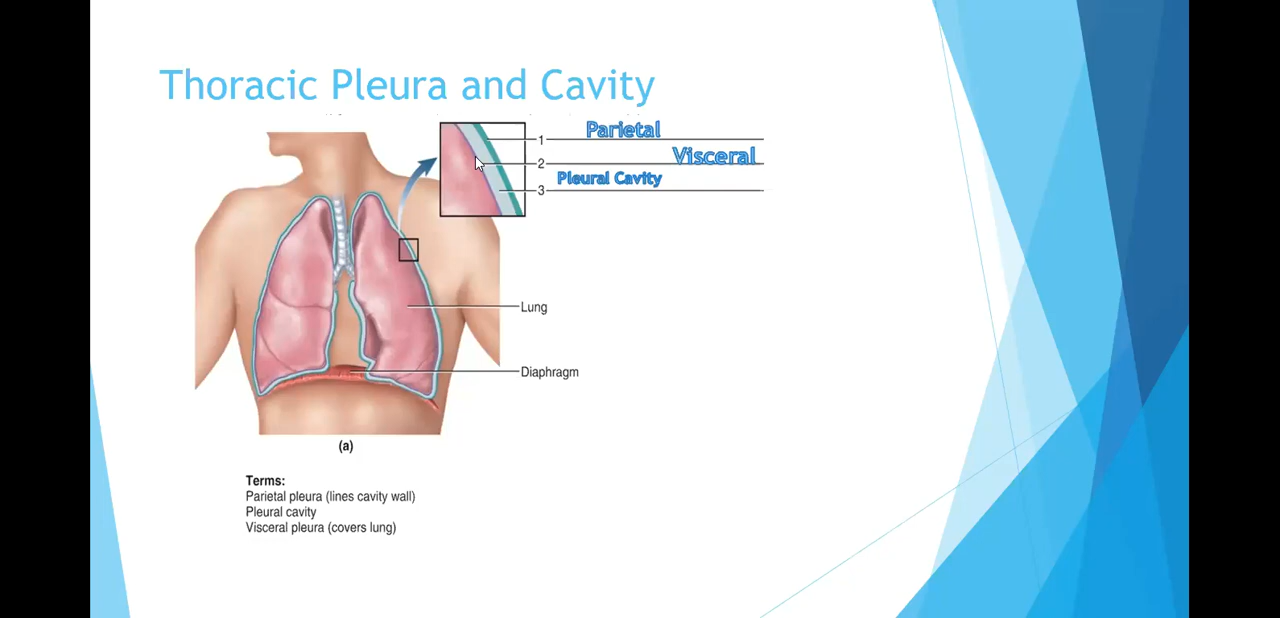 Thoracic Pleura and Cavity
1 Parietal
2 Visceral
3 Pleural Cavity
Lung
Diaphragm
(a)
Terms:
Parietal pleura (lines cavity wall)
Pleural cavity
Visceral pleura (covers lung)